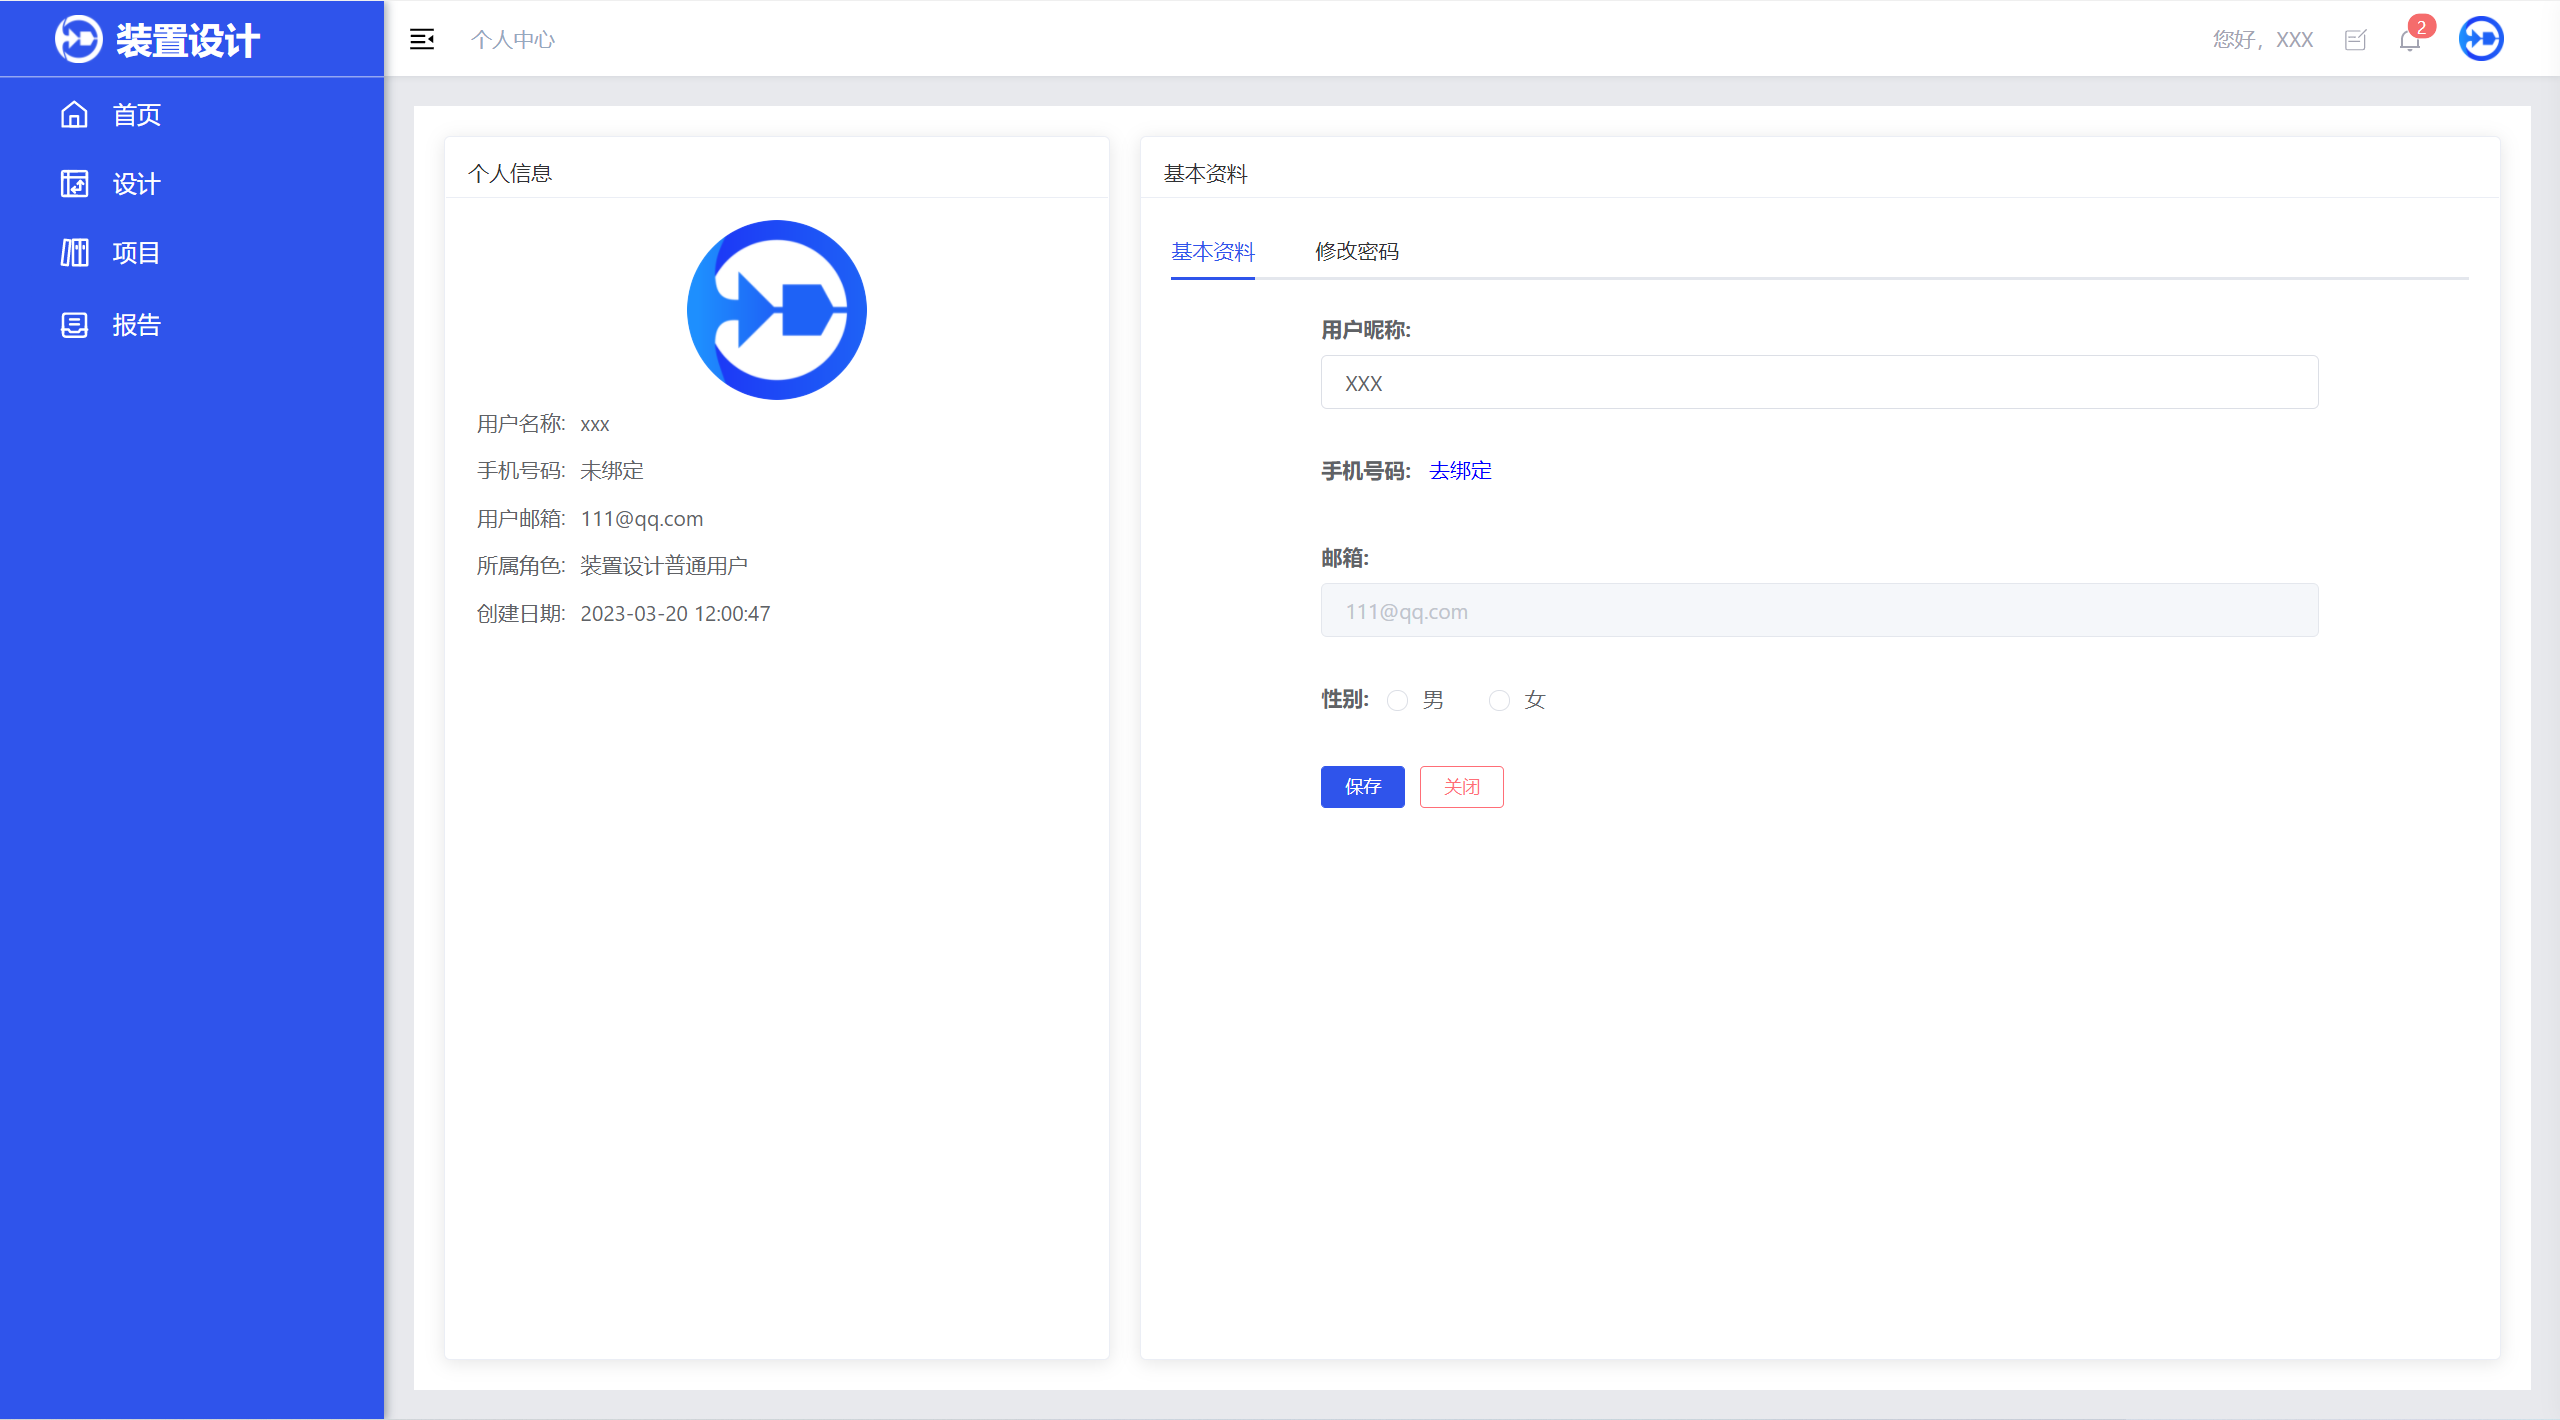 装置设计
首页
设计
项目
报告
个人中心
您好，XXX
2
个人信息
用户名称: xxx
手机号码: 未绑定
用户邮箱: 111@qq.com
所属角色: 装置设计普通用户
创建日期: 2023-03-20 12:00:47
基本资料
基本资料 修改密码
用户昵称:
XXX
手机号码: 去绑定
邮箱:
111@qq.com
性别: 男 女
保存 关闭